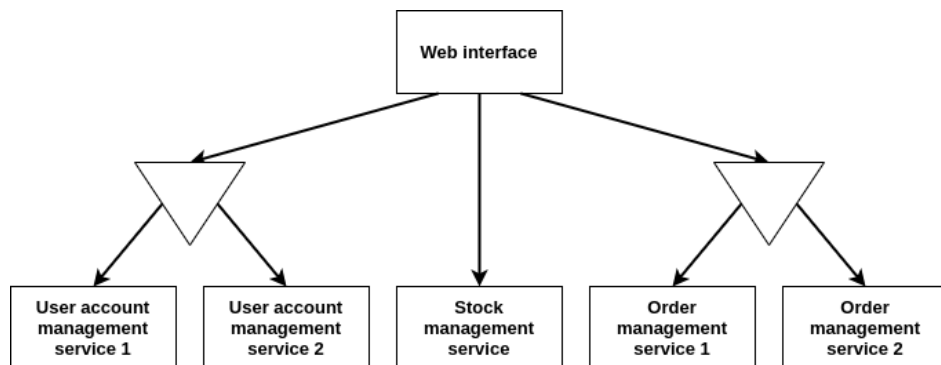 Web interface
User account
management
service 1
User account
management
service 2
Stock
management
service
Order
management
service 1
Order
management
service 2